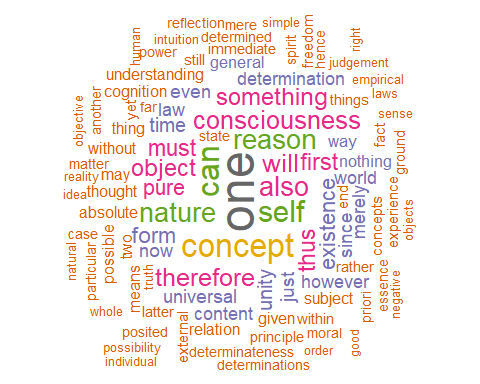 reflection mere simple
intuition determined
power still immediate
human
spirit
freedom
hence
right
judgement
understanding
general
determination
empirical
cognition even
something
things
laws
objective
another
yet
far law
consciousness
sense
thing time
state
reason
way
fact
without
must
can
one
will first
nothing
ground
matter
object
also
world
reality may
pure
end
idea thought
self
existence
since
merely
concepts
experience
objects
absolute
nature
case
form
concept
thus
natural
particular
possible
two
now
rather
essence
negative
means
truth
therefore
unity
just
however
priori
universal
subject
whole
latter
content
given within
posited
external
relation
principle moral
good
possibility
determinateness
order
individual
determinations